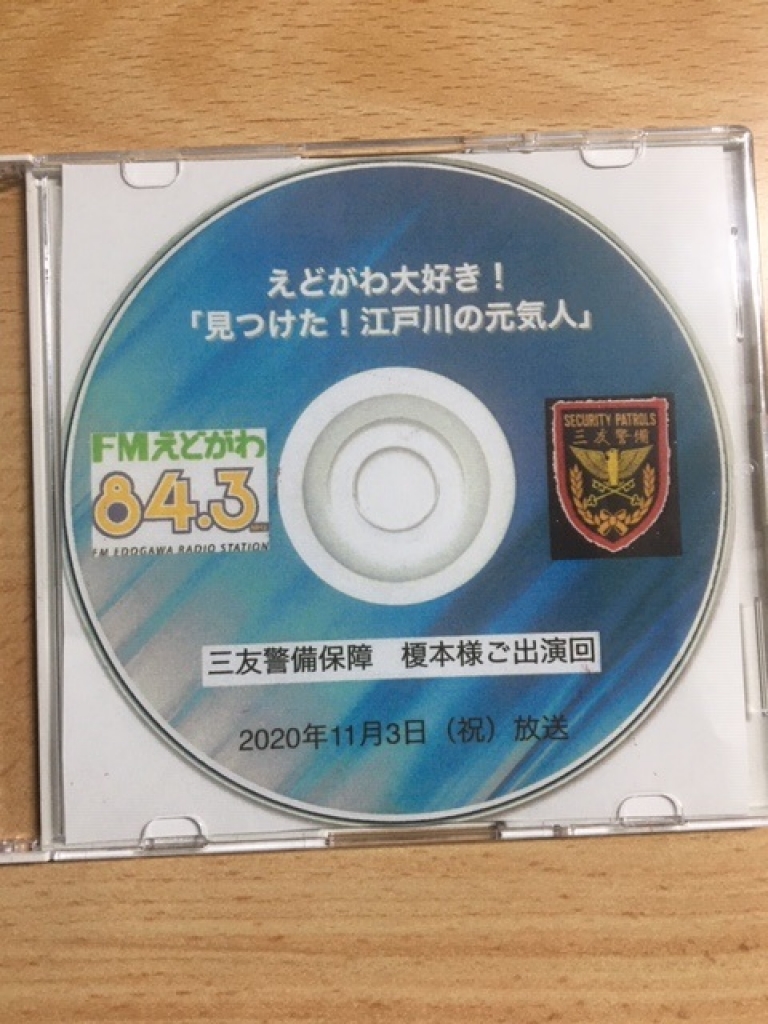 えどがわ大好き！
「見つけた！江戸川の元気人」
FMえどがわ
84.3
FM EDOGAWA RADIO STATION
SECURITY PATROLS
三友警備
三友警備保障　榎本様ご出演回
2020年11月3日（祝）放送